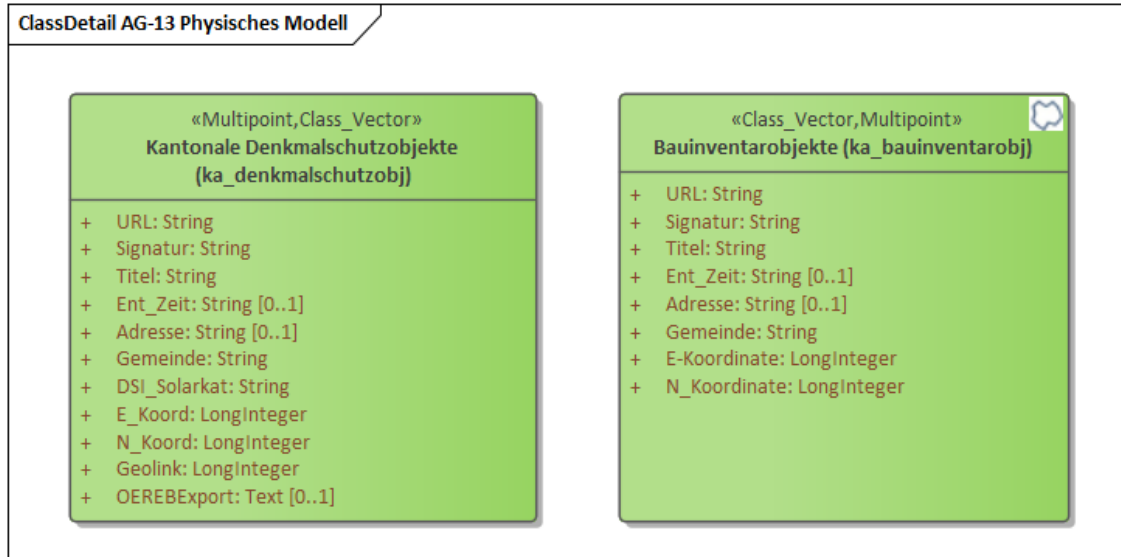 ClassDetail AG-13 Physisches Modell
«Multipoint,Class_Vector»
Kantonale Denkmalschutzobjekte
(ka_denkmalschutzobj)
+ URL: String
+ Signatur: String
+ Titel: String
+ Ent_Zeit: String [0..1]
+ Adresse: String [0..1]
+ Gemeinde: String
+ DSI_Solarkat: String
+ E_Koord: LongInteger
+ N_Koord: LongInteger
+ Geolink: LongInteger
+ OEREBExport: Text [0..1]
«Class_Vector,Multipoint»
Bauinventarobjekte (ka_bauinventarobj)
+ URL: String
+ Signatur: String
+ Titel: String
+ Ent_Zeit: String [0..1]
+ Adresse: String [0..1]
+ Gemeinde: String
+ E-Koordinate: LongInteger
+ N_Koordinate: LongInteger